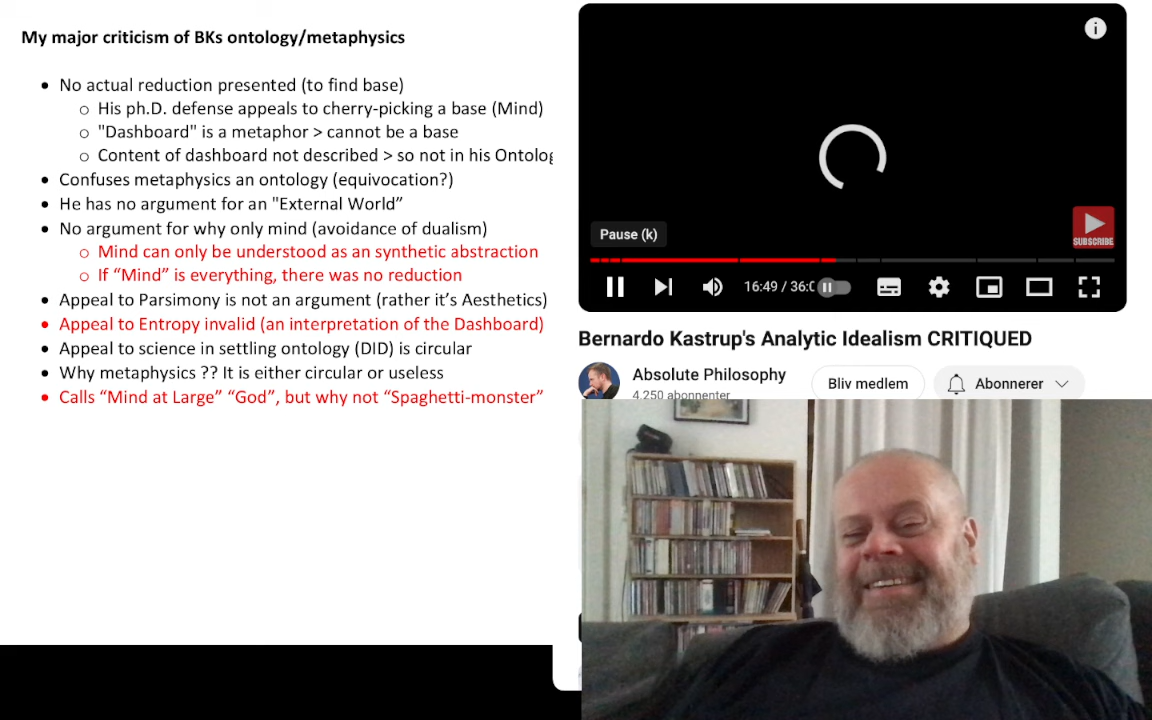 My major criticism of BKs ontology/metaphysics
• No actual reduction presented (to find base)
o His ph.D. defense appeals to cherry-picking a base (Mind)
o "Dashboard" is a metaphor > cannot be a base
o Content of dashboard not described > so not in his Ontolog
• Confuses metaphysics an ontology (equivocation?)
• He has no argument for an "External World”
• No argument for why only mind (avoidance of dualism)
o Mind can only be understood as an synthetic abstraction
o If “Mind” is everything, there was no reduction
• Appeal to Parsimony is not an argument (rather it’s Aesthetics)
• Appeal to Entropy invalid (an interpretation of the Dashboard)
• Appeal to science in settling ontology (DID) is circular
• Why metaphysics ?? It is either circular or useless
• Calls “Mind at Large” “God”, but why not “Spaghetti-monster”
Pause (k)
SUBSCRIBE
16:49 / 36:0
Bernardo Kastrup's Analytic Idealism CRITIQUED
Absolute Philosophy
4.250 abonnenter
Bliv medlem
Abonnerer